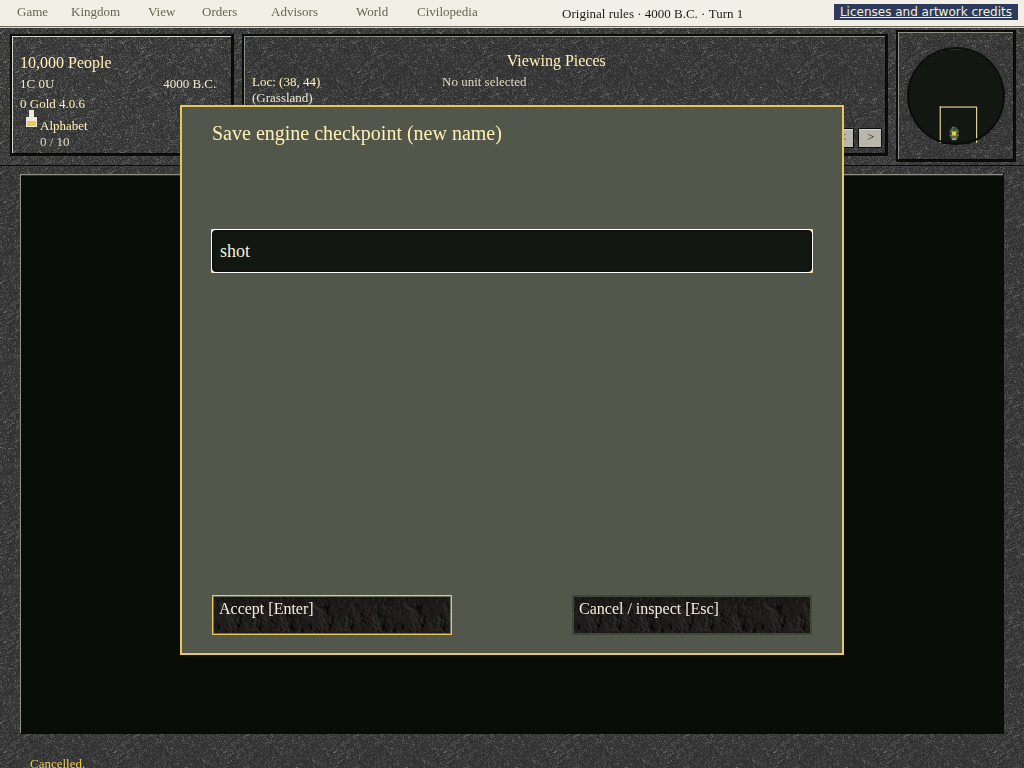 Game Kingdom View Orders Advisors World Civilopedia Original rules · 4000 B.C. · Turn 1 Licenses and artwork credits
10,000 People
1C 0U 4000 B.C.
0 Gold 4.0.6
Alphabet
0 / 10
Viewing Pieces
Loc: (38, 44) No unit selected
(Grassland)
>
Save engine checkpoint (new name)
shot
Accept [Enter] Cancel / inspect [Esc]
Cancelled.